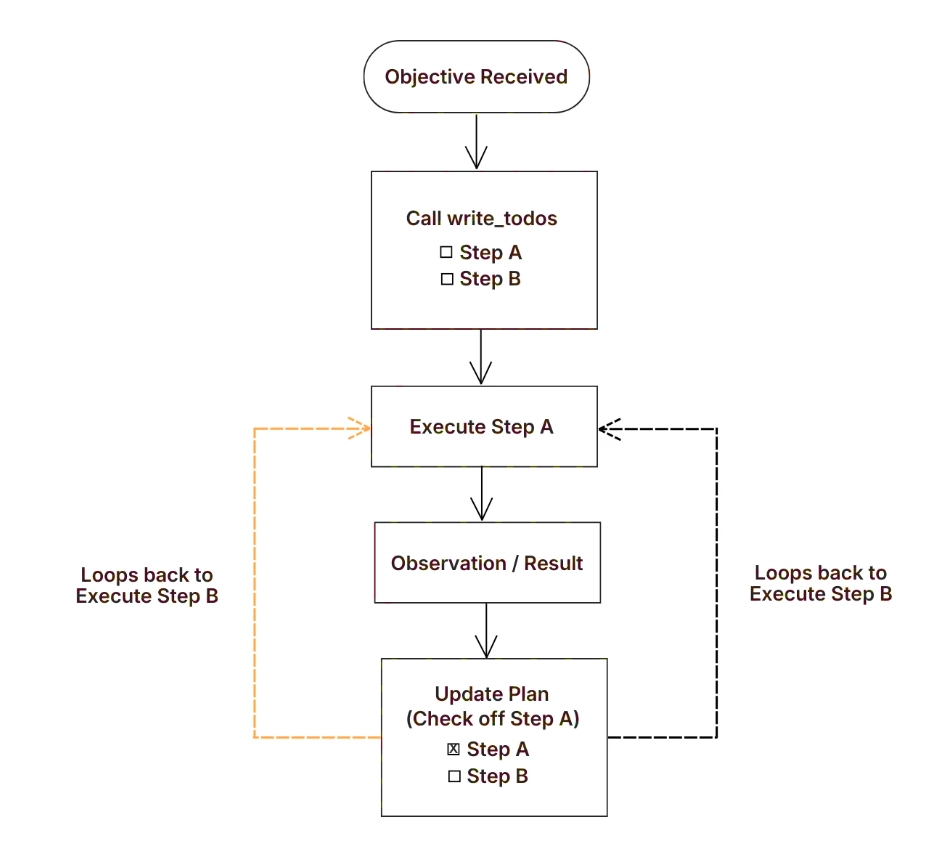 Objective Received
Call write_todos
☐ Step A
☐ Step B
Execute Step A
Observation / Result
Loops back to
Execute Step B
Loops back to
Execute Step B
Update Plan
(Check off Step A)
☒ Step A
☐ Step B